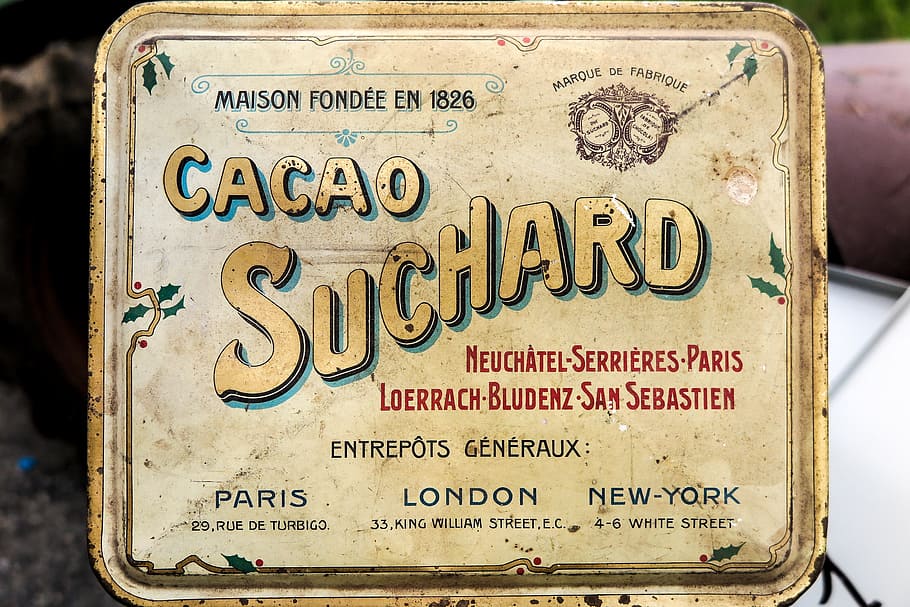 MAISON FONDÉE EN 1826
MARQUE DE FABRIQUE
CACAO
SUCHARD
NEUCHÂTEL-SERRIÈRES·PARIS
LOERRACH·BLUDENZ·SAN SEBASTIEN
ENTREPÔTS GÉNÉRAUX:
PARIS LONDON NEW-YORK
29, RUE DE TURBIGO. 33, KING WILLIAM STREET, E.C. 4-6 WHITE STREET